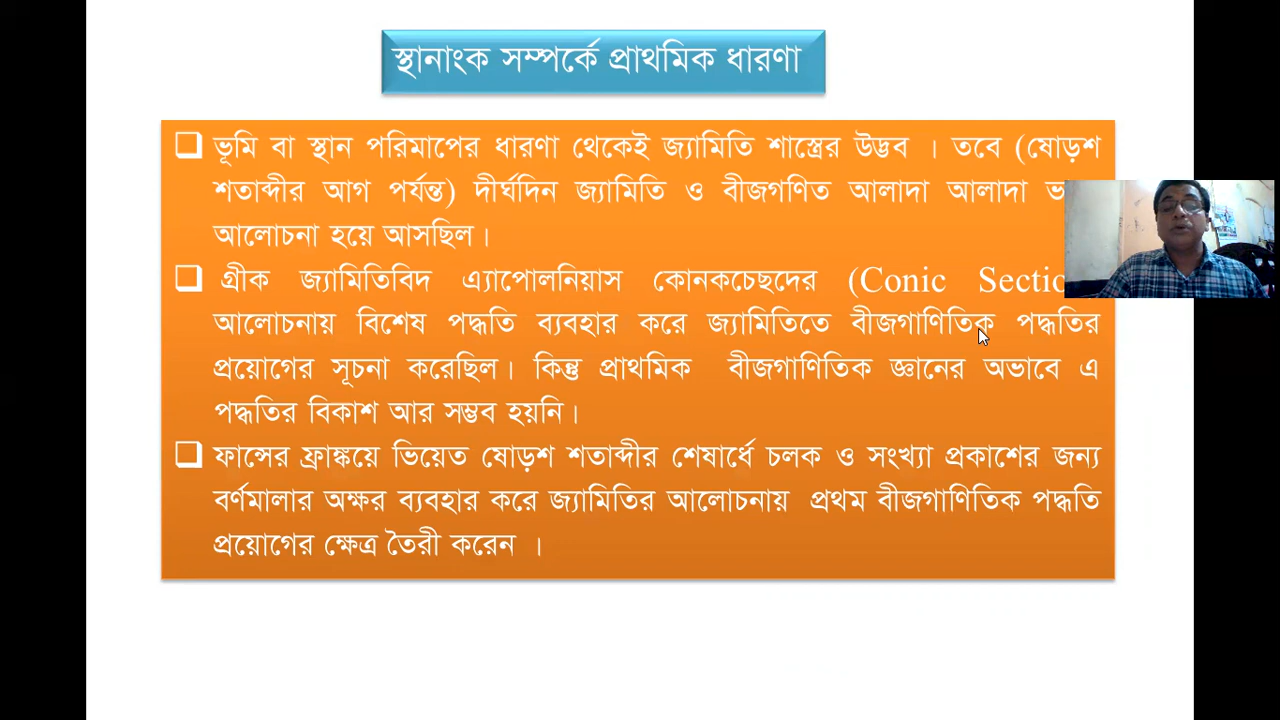 স্থানাংক সম্পর্কে প্রাথমিক ধারণা
ভূমি বা স্থান পরিমাপের ধারণা থেকেই জ্যামিতি শাস্ত্রের উদ্ভব । তবে (ষোড়শ
শতাব্দীর আগ পর্যন্ত) দীর্ঘদিন জ্যামিতি ও বীজগণিত আলাদা আলাদা
আলোচনা হয়ে আসছিল।
গ্রীক জ্যামিতিবিদ এ্যাপোলনিয়াস কোনকচেছদের (Conic
আলোচনায় বিশেষ পদ্ধতি ব্যবহার করে জ্যামিতিতে বীজগাণিতিক পদ্ধতির
প্রয়োগের সূচনা করেছিল। কিন্তু প্রাথমিক বীজগাণিতিক জ্ঞানের অভাবে এ
পদ্ধতির বিকাশ আর সম্ভব হয়নি।
ফান্সের ফ্রাঙ্কয়ে ভিয়েত ষোড়শ শতাব্দীর শেষার্ধে চলক ও সংখ্যা প্রকাশের জন্য
বর্ণমালার অক্ষর ব্যবহার করে জ্যামিতির আলোচনায় প্রথম বীজগাণিতিক পদ্ধতি
প্রয়োগের ক্ষেত্র তৈরী করেন ।